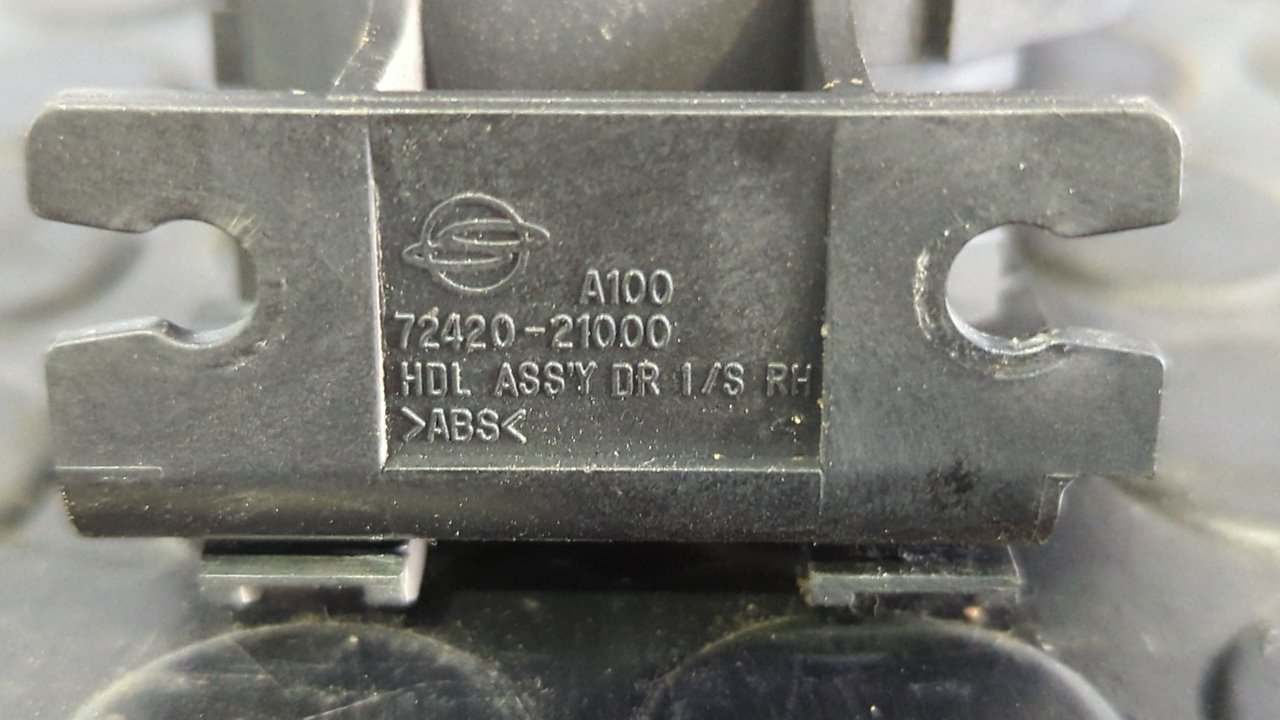 A100
72420-21000
HDL ASS'Y DR I/S RH
>ABS<